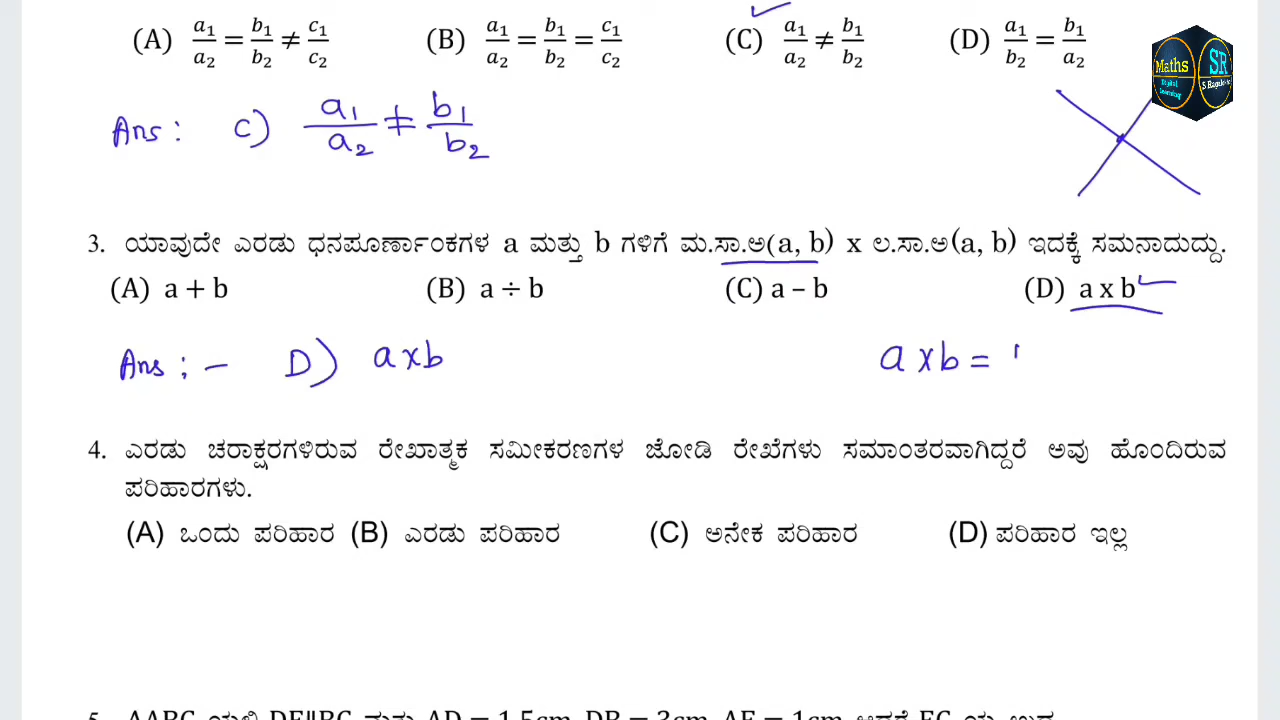 (A) a₁/a₂ = b₁/b₂ ≠ c₁/c₂ (B) a₁/a₂ = b₁/b₂ = c₁/c₂ (C) a₁/a₂ ≠ b₁/b₂ (D) a₁/b₂ = b₁/a₂
Maths Digital Learning SR
Ans : C) a₁/a₂ ≠ b₁/b₂
3. ಯಾವುದೇ ಎರಡು ಧನಪೂರ್ಣಾಂಕಗಳ a ಮತ್ತು b ಗಳಿಗೆ ಮ.ಸಾ.ಅ(a, b) x ಲ.ಸಾ.ಅ(a, b) ಇದಕ್ಕೆ ಸಮನಾದುದ್ದು.
(A) a + b (B) a ÷ b (C) a – b (D) a x b
Ans :- D) a x b a x b =
4. ಎರಡು ಚರಾಕ್ಷರಗಳಿರುವ ರೇಖಾತ್ಮಕ ಸಮೀಕರಣಗಳ ಜೋಡಿ ರೇಖೆಗಳು ಸಮಾಂತರವಾಗಿದ್ದರೆ ಅವು ಹೊಂದಿರುವ
ಪರಿಹಾರಗಳು.
(A) ಒಂದು ಪರಿಹಾರ (B) ಎರಡು ಪರಿಹಾರ (C) ಅನೇಕ ಪರಿಹಾರ (D) ಪರಿಹಾರ ಇಲ್ಲ